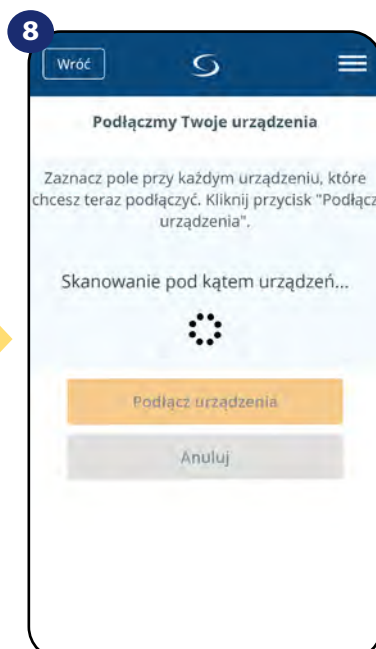 8
Wróć
Podłączmy Twoje urządzenia
Zaznacz pole przy każdym urządzeniu, które
chcesz teraz podłączyć. Kliknij przycisk "Podłącz
urządzenia".
Skanowanie pod kątem urządzeń...
Podłącz urządzenia
Anuluj